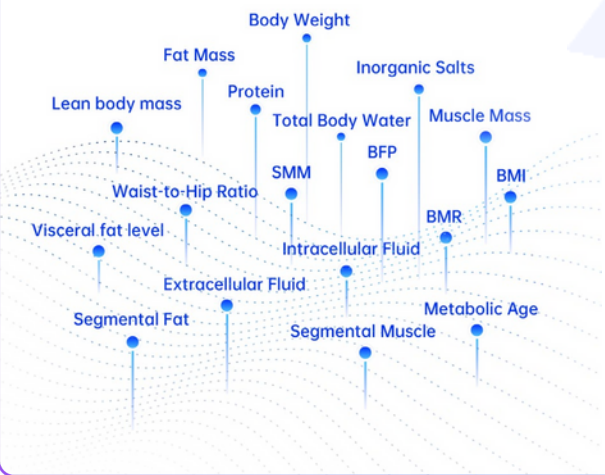 Body Weight
Fat Mass
Inorganic Salts
Protein
Lean body mass
Total Body Water
Muscle Mass
BFP
SMM
BMI
Waist-to-Hip Ratio
BMR
Visceral fat level
Intracellular Fluid
Extracellular Fluid
Metabolic Age
Segmental Fat
Segmental Muscle